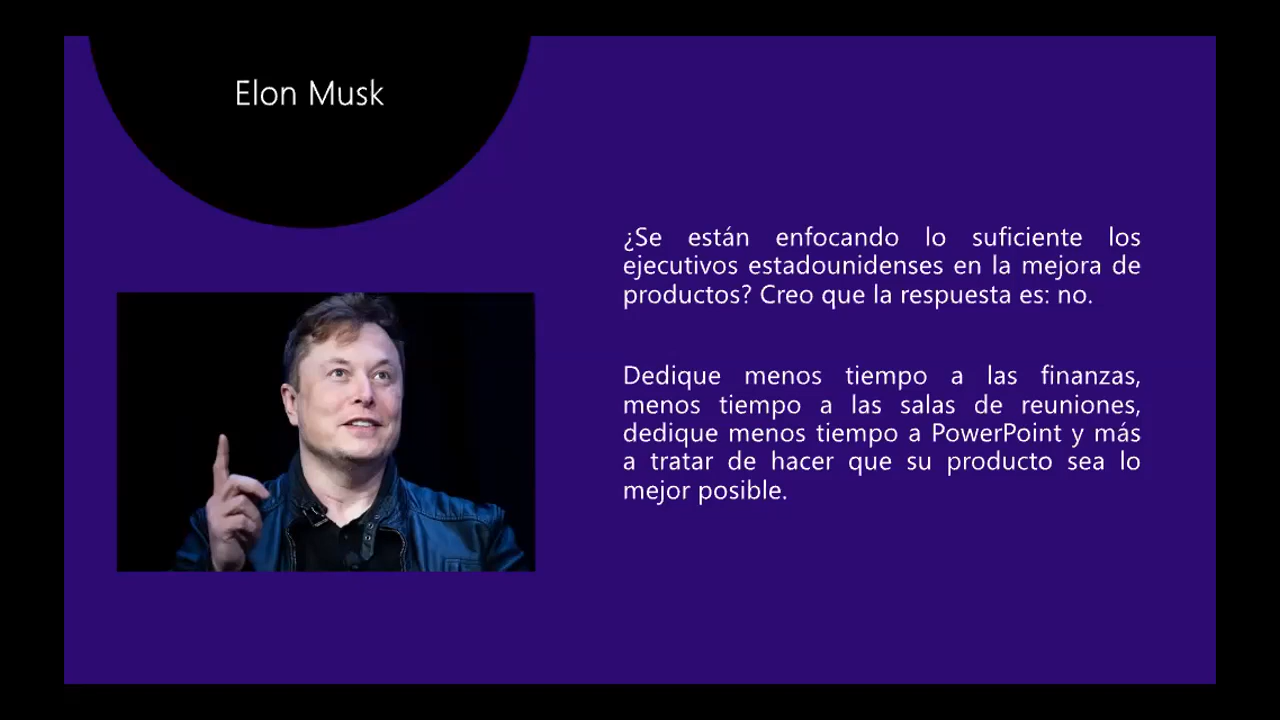 Elon Musk
¿Se están enfocando lo suficiente los
ejecutivos estadounidenses en la mejora de
productos? Creo que la respuesta es: no.
Dedique menos tiempo a las finanzas,
menos tiempo a las salas de reuniones,
dedique menos tiempo a PowerPoint y más
a tratar de hacer que su producto sea lo
mejor posible.